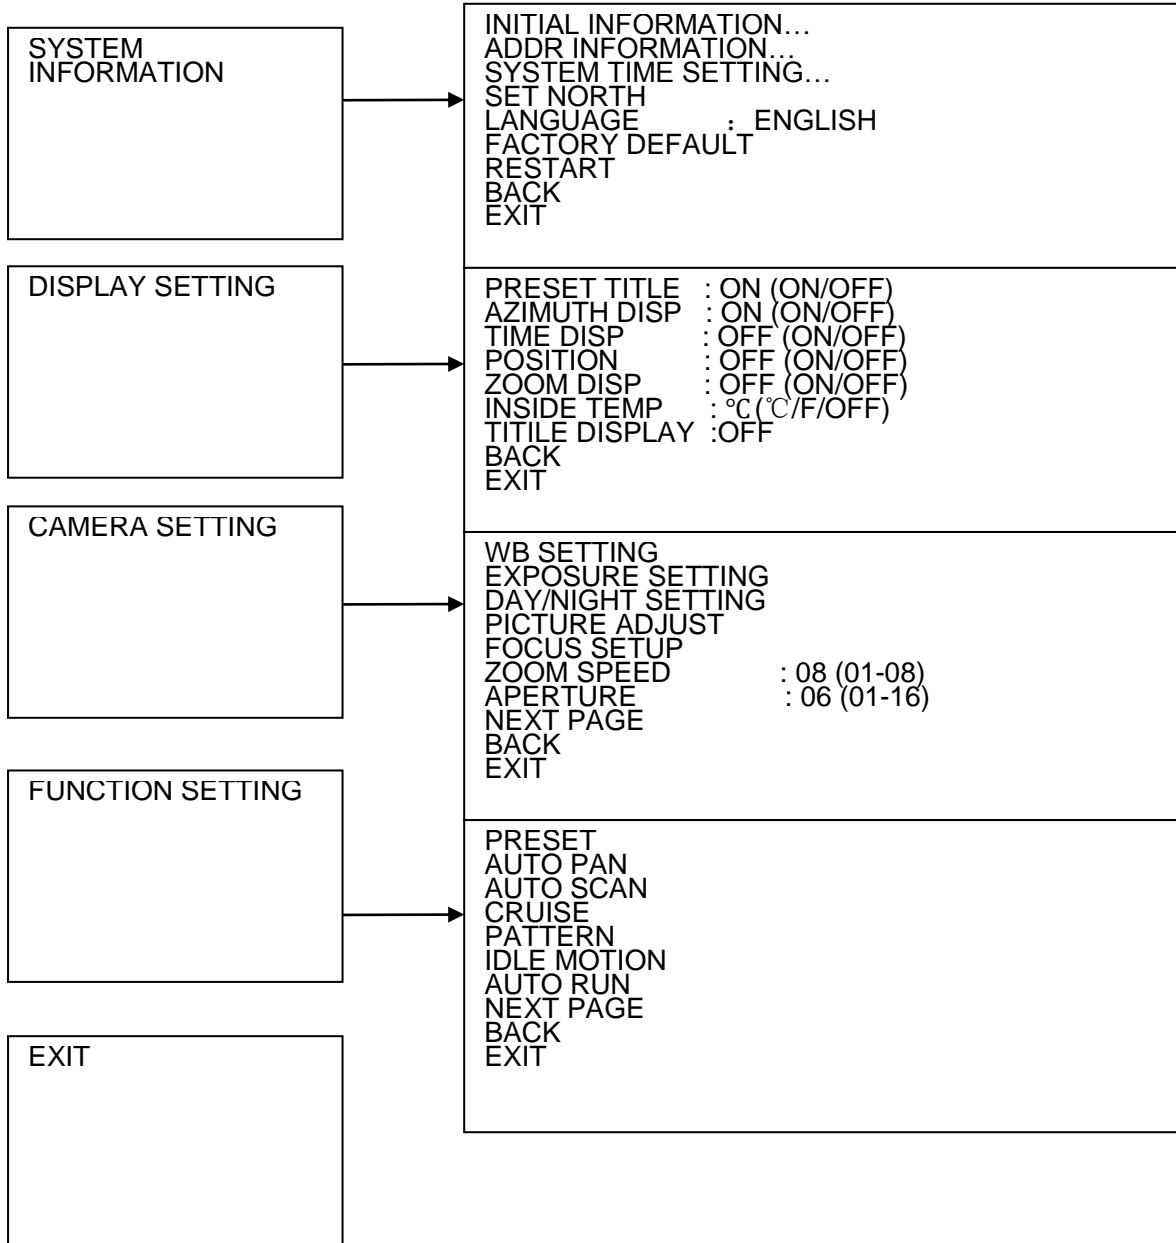 SYSTEM
INFORMATION
INITIAL INFORMATION…
ADDR INFORMATION…
SYSTEM TIME SETTING…
SET NORTH
LANGUAGE ： ENGLISH
FACTORY DEFAULT
RESTART
BACK
EXIT
DISPLAY SETTING
PRESET TITLE : ON (ON/OFF)
AZIMUTH DISP : ON (ON/OFF)
TIME DISP : OFF (ON/OFF)
POSITION : OFF (ON/OFF)
ZOOM DISP : OFF (ON/OFF)
INSIDE TEMP : ℃(℃/F/OFF)
TITILE DISPLAY :OFF
BACK
EXIT
CAMERA SETTING
WB SETTING
EXPOSURE SETTING
DAY/NIGHT SETTING
PICTURE ADJUST
FOCUS SETUP
ZOOM SPEED : 08 (01-08)
APERTURE : 06 (01-16)
NEXT PAGE
BACK
EXIT
FUNCTION SETTING
PRESET
AUTO PAN
AUTO SCAN
CRUISE
PATTERN
IDLE MOTION
AUTO RUN
NEXT PAGE
BACK
EXIT
EXIT